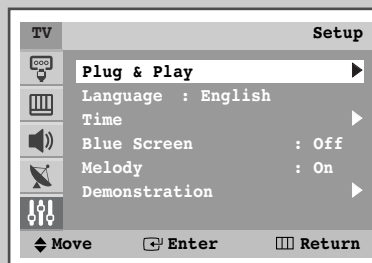 TV Setup
Plug & Play
Language : English
Time
Blue Screen : Off
Melody : On
Demonstration
Move Enter Return